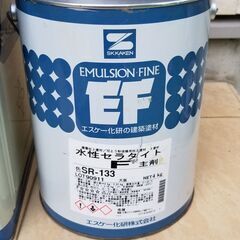 SKKAKEN
EMULSION·FINE
EF
エスケー化研の建築塗材
水性セラタイト
F 主剤
色 SR-133
LOT90911
NET 4 kg
エスケー化研株式会社